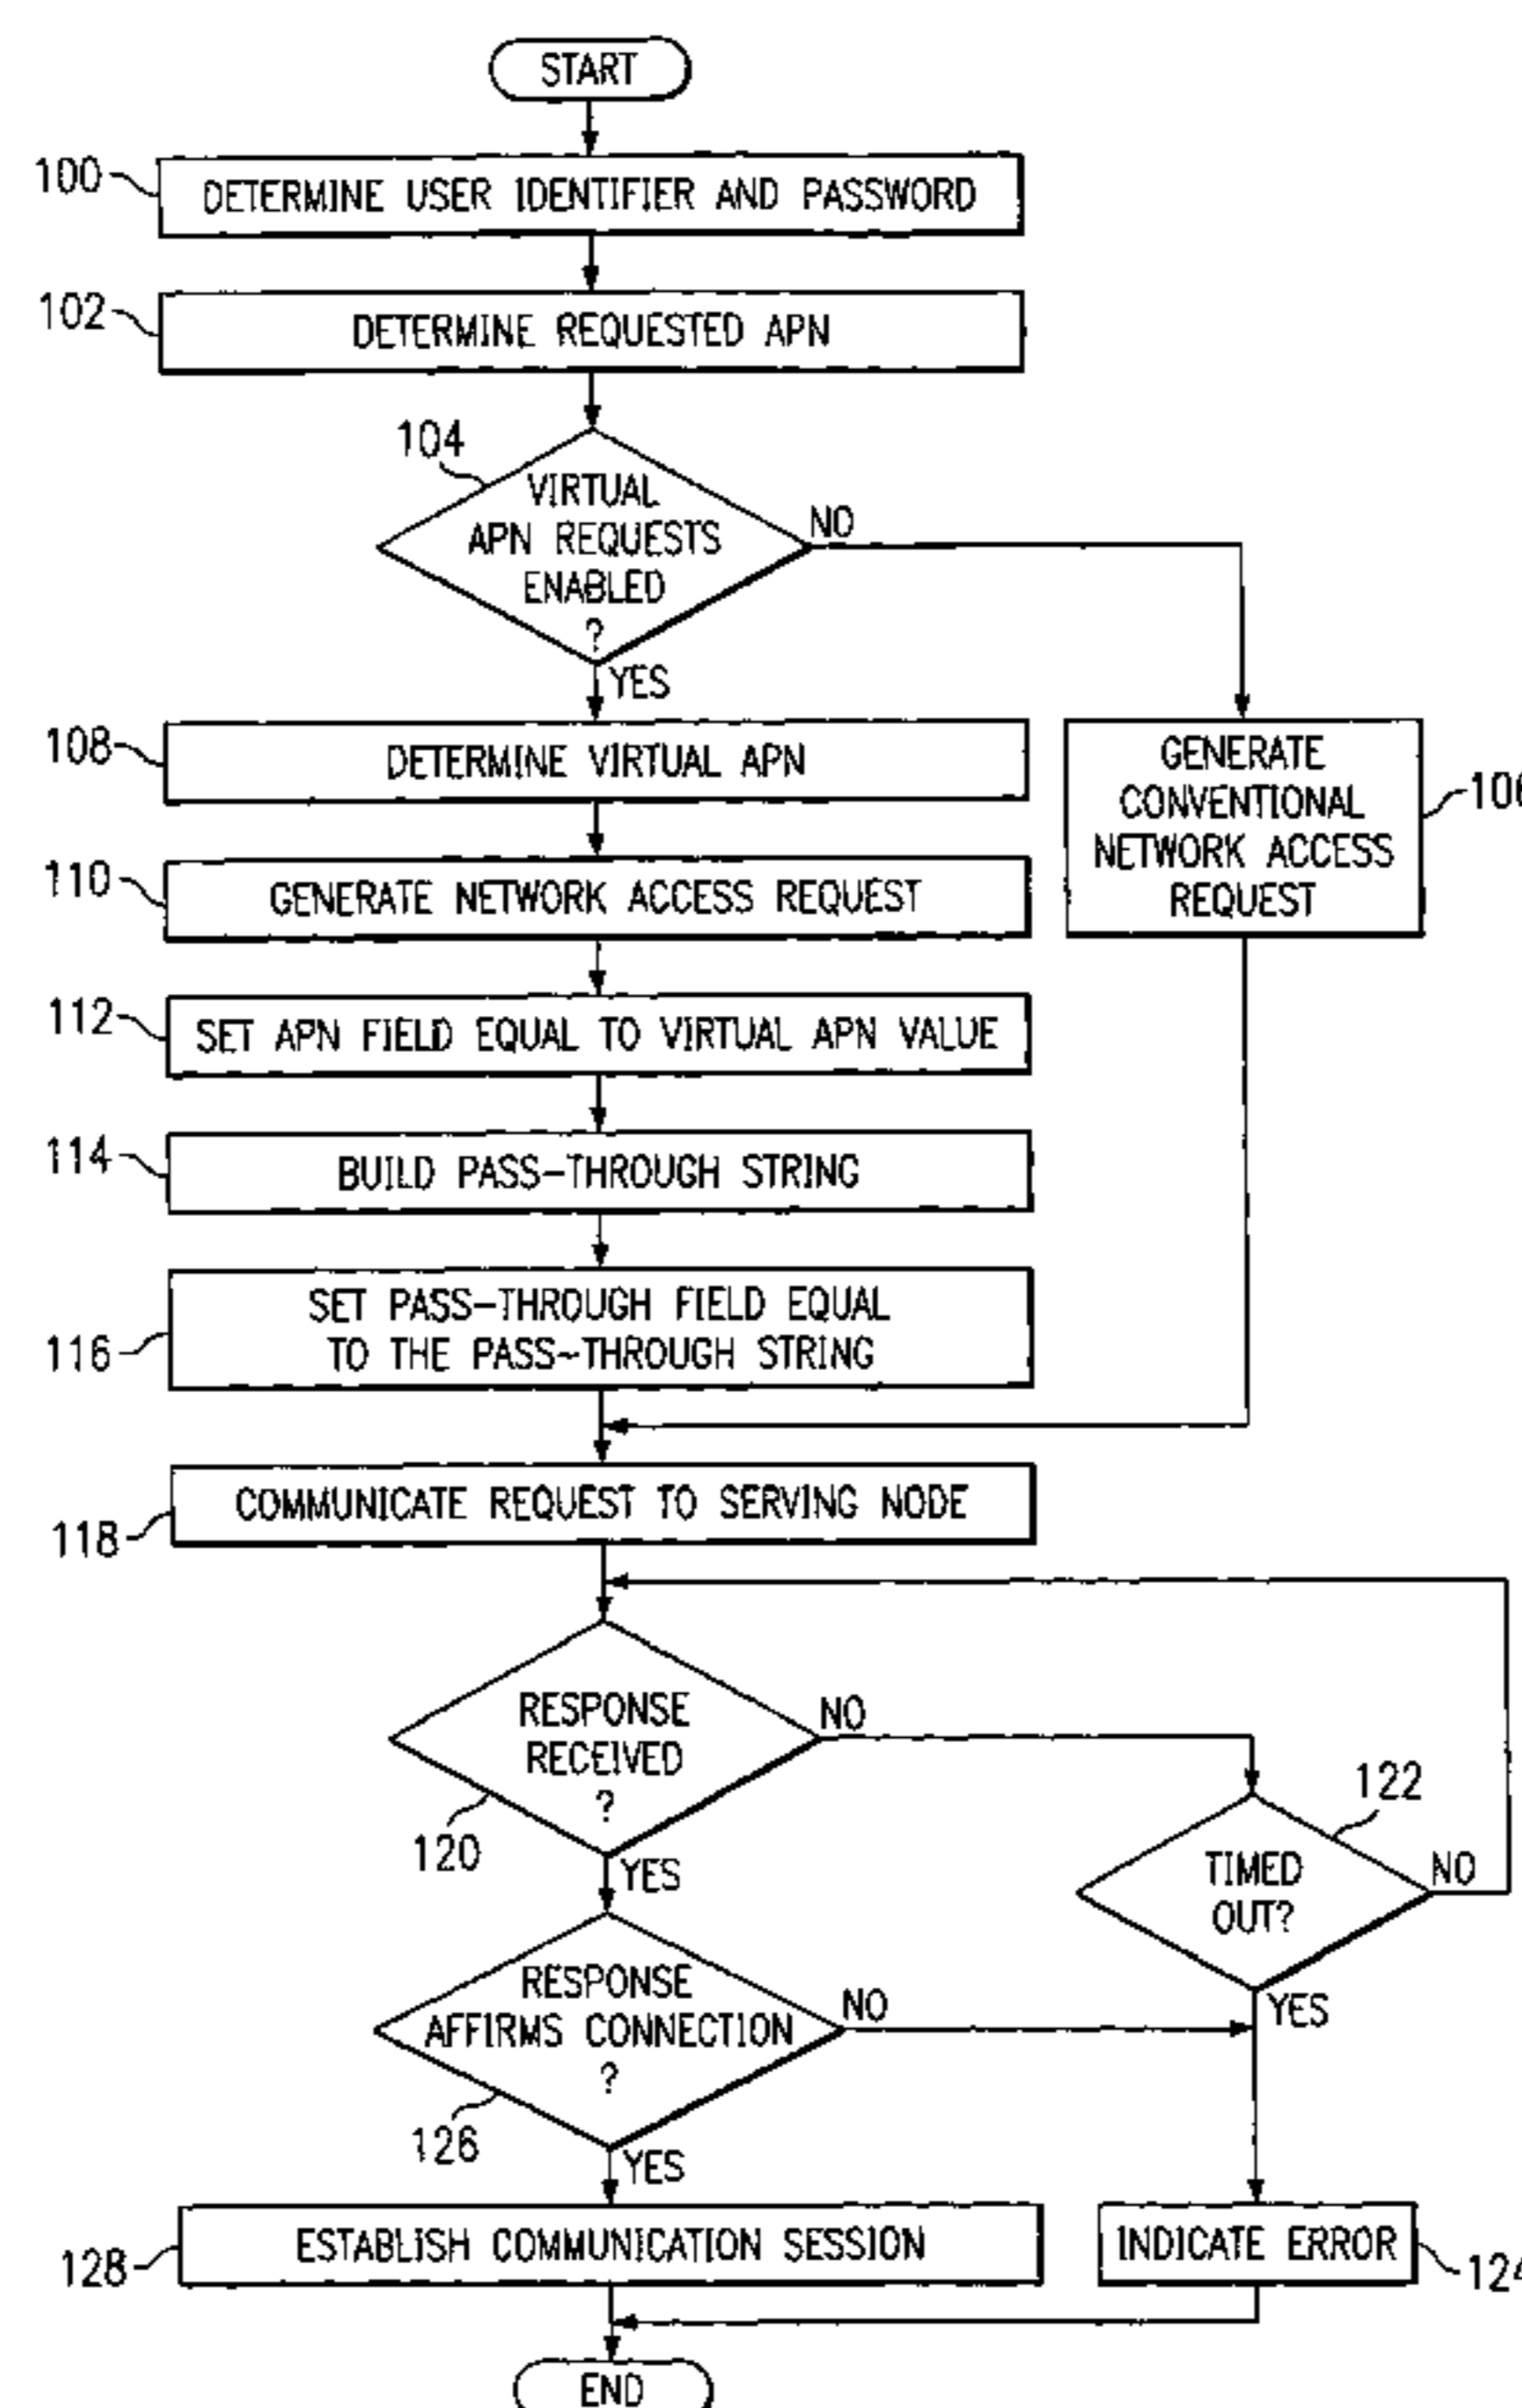 START
100
DETERMINE USER IDENTIFIER AND PASSWORD
102
DETERMINE REQUESTED APN
104
VIRTUAL
APN REQUESTS
ENABLED
?
NO
YES
108
DETERMINE VIRTUAL APN
GENERATE
CONVENTIONAL
NETWORK ACCESS
REQUEST
110
GENERATE NETWORK ACCESS REQUEST
112
SET APN FIELD EQUAL TO VIRTUAL APN VALUE
114
BUILD PASS-THROUGH STRING
116
SET PASS-THROUGH FIELD EQUAL
TO THE PASS-THROUGH STRING
118
COMMUNICATE REQUEST TO SERVING NODE
RESPONSE
RECEIVED
?
NO
120
YES
122
TIMED
OUT?
NO
YES
RESPONSE
AFFIRMS CONNECTION
?
NO
126
YES
128
ESTABLISH COMMUNICATION SESSION
INDICATE ERROR
END